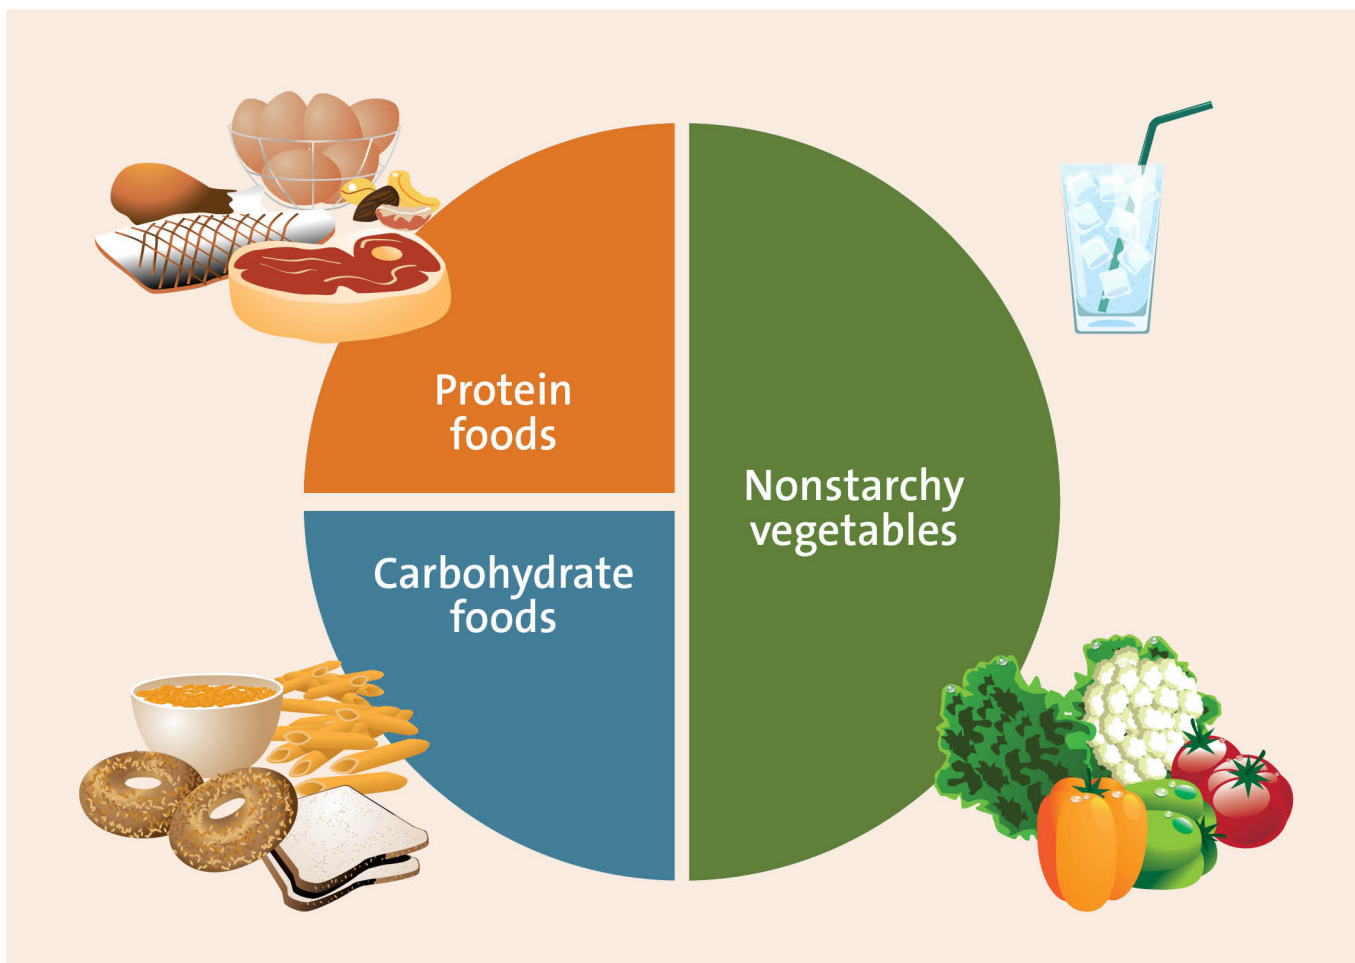 Protein
foods
Nonstarchy
vegetables
Carbohydrate
foods